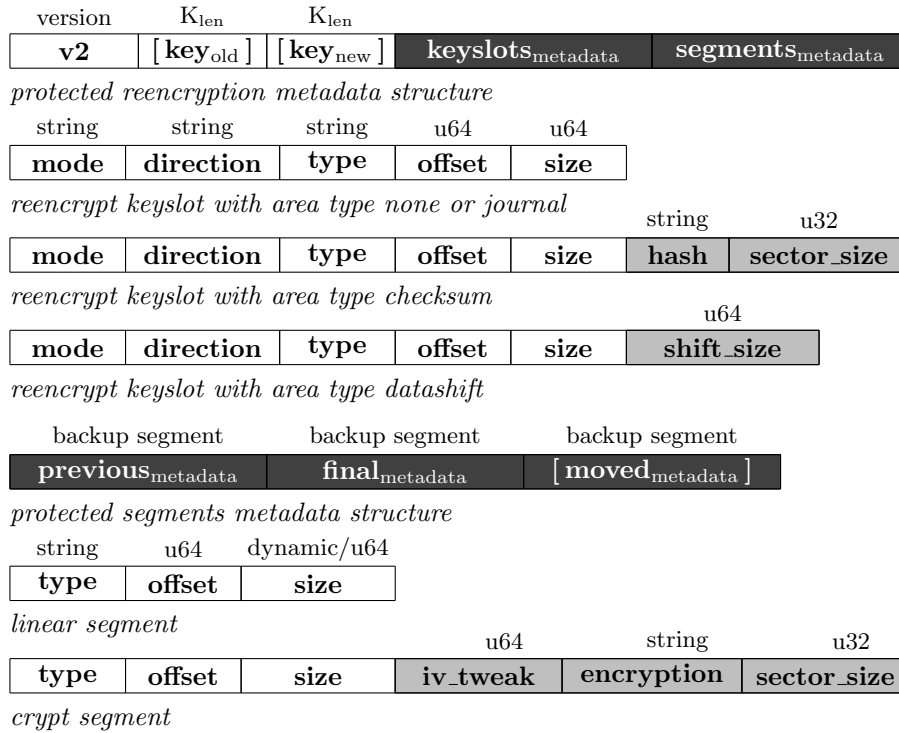 version K_len K_len
v2 [ key_old ] [ key_new ] keyslots_metadata segments_metadata
protected reencryption metadata structure
string string string u64 u64
mode direction type offset size
reencrypt keyslot with area type none or journal
string u32
mode direction type offset size hash sector_size
reencrypt keyslot with area type checksum
u64
mode direction type offset size shift_size
reencrypt keyslot with area type datashift
backup segment backup segment backup segment
previous_metadata final_metadata [ moved_metadata ]
protected segments metadata structure
string u64 dynamic/u64
type offset size
linear segment
u64 string u32
type offset size iv_tweak encryption sector_size
crypt segment